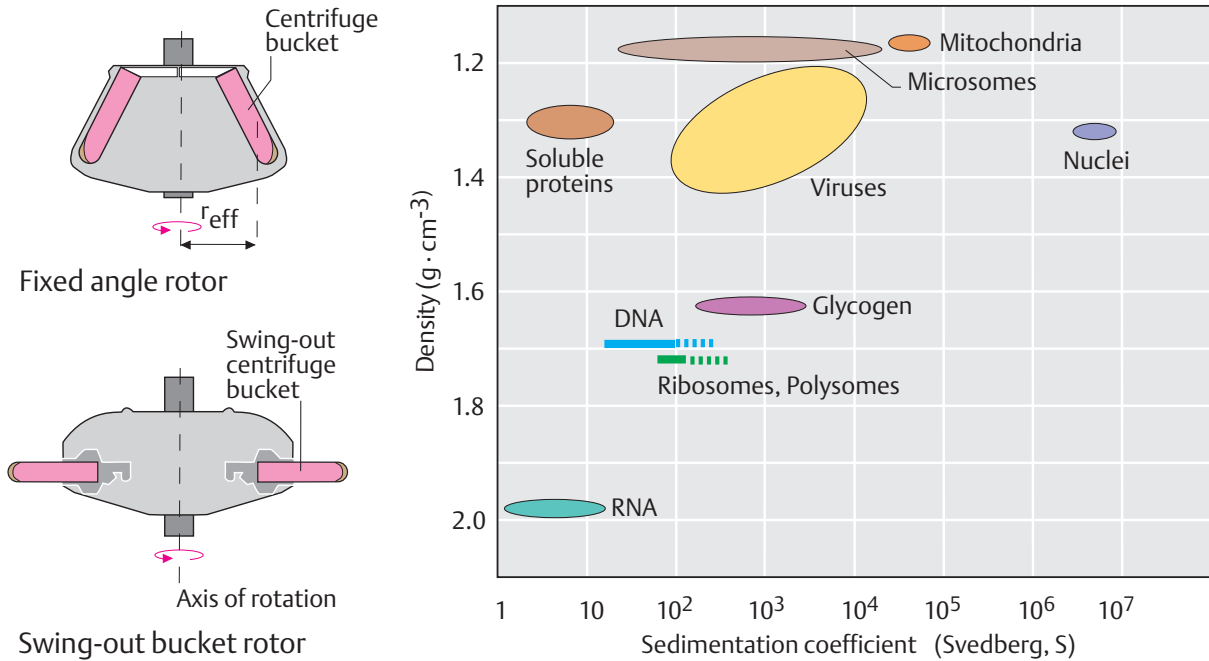 Centrifuge
bucket
r_eff
Fixed angle rotor
Swing-out
centrifuge
bucket
Axis of rotation
Swing-out bucket rotor
Density (g · cm⁻³)
1.2
1.4
1.6
1.8
2.0
Mitochondria
Microsomes
Soluble
proteins
Viruses
Nuclei
Glycogen
DNA
Ribosomes, Polysomes
RNA
1 10 10² 10³ 10⁴ 10⁵ 10⁶ 10⁷
Sedimentation coefficient (Svedberg, S)